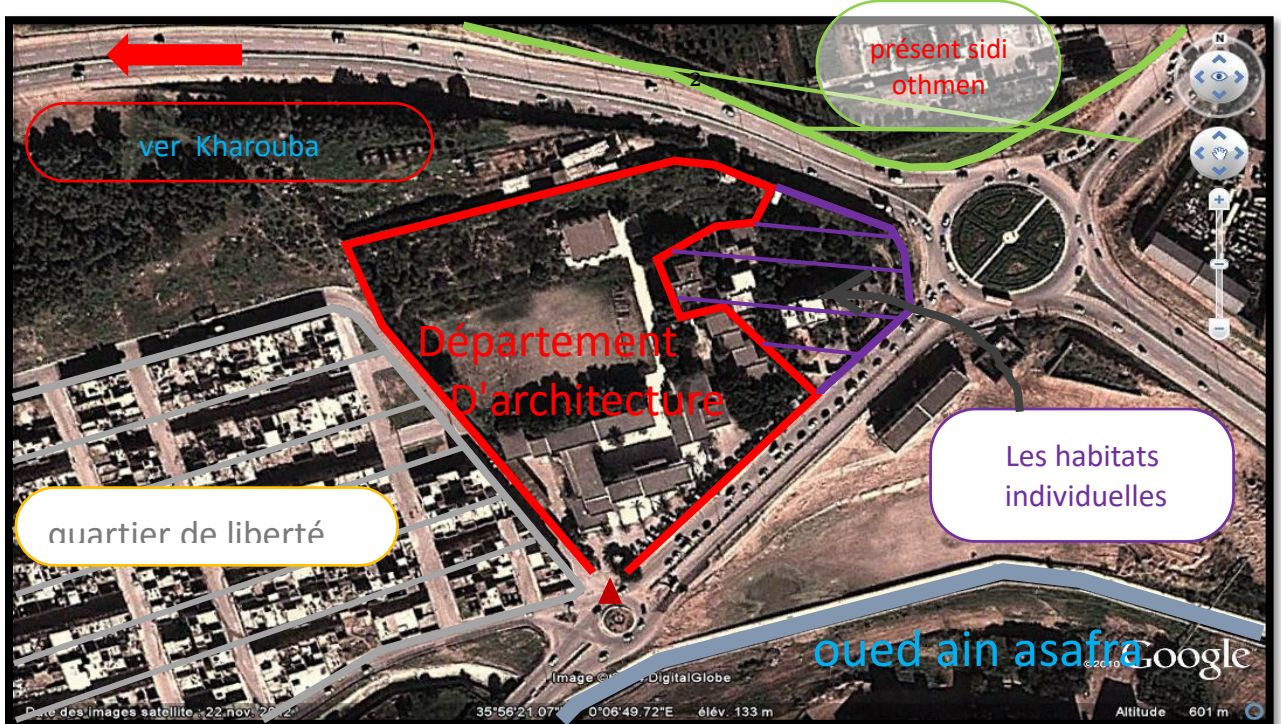 présent sidi
othmen
N
2
ver Kharouba
Département
D'architecture
Les habitats
individuelles
quartier de liberté
oued ain asafra
© 2010 Google
Image © DigitalGlobe
Date des images satellite : 22 nov.
35°56'21.07" 0°06'49.72"E élév. 133 m
Altitude 601 m